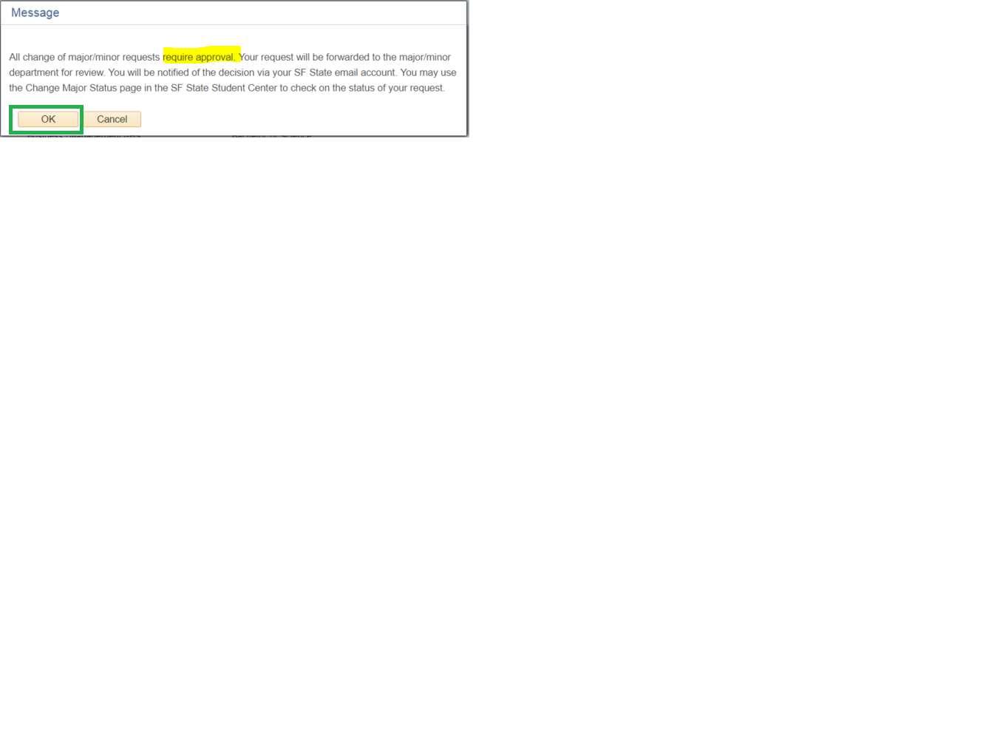 Message
All change of major/minor requests require approval. Your request will be forwarded to the major/minor
department for review. You will be notified of the decision via your SF State email account. You may use
the Change Major Status page in the SF State Student Center to check on the status of your request.
OK Cancel